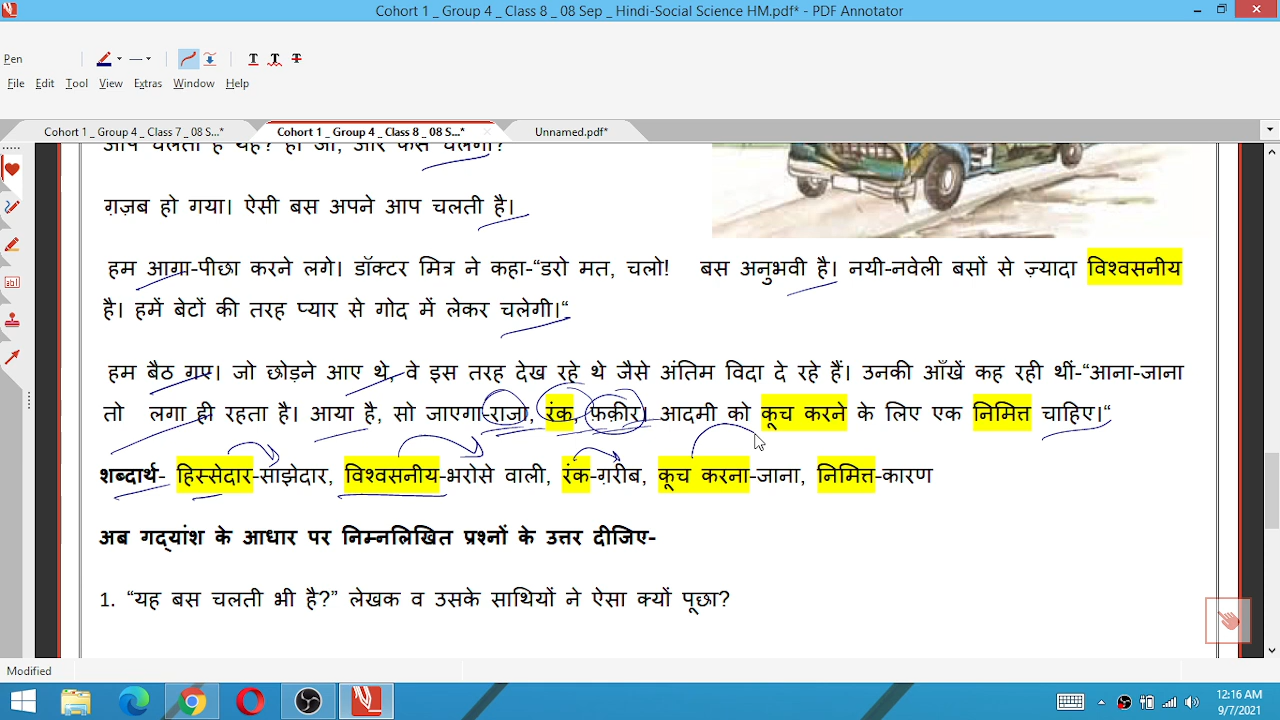 Cohort 1 _ Group 4 _ Class 8 _ 08 Sep _ Hindi-Social Science HM.pdf* - PDF Annotator
Pen
T T T
File Edit Tool View Extras Window Help
Cohort 1 _ Group 4 _ Class 7 _ 08 S...* Cohort 1 _ Group 4 _ Class 8 _ 08 S...* Unnamed.pdf*
ग़ज़ब हो गया। ऐसी बस अपने आप चलती है।
हम आगा-पीछा करने लगे। डॉक्टर मित्र ने कहा-“डरो मत, चलो! बस अनुभवी है। नयी-नवेली बसों से ज़्यादा विश्वसनीय
है। हमें बेटों की तरह प्यार से गोद में लेकर चलेगी।“
हम बैठ गए। जो छोड़ने आए थे, वे इस तरह देख रहे थे जैसे अंतिम विदा दे रहे हैं। उनकी आँखें कह रही थीं-“आना-जाना
तो लगा ही रहता है। आया है, सो जाएगा-राजा, रंक, फ़कीर। आदमी को कूच करने के लिए एक निमित्त चाहिए।“
शब्दार्थ- हिस्सेदार-साझेदार, विश्वसनीय-भरोसे वाली, रंक-ग़रीब, कूच करना-जाना, निमित्त-कारण
अब गद्यांश के आधार पर निम्नलिखित प्रश्नों के उत्तर दीजिए-
1. “यह बस चलती भी है?” लेखक व उसके साथियों ने ऐसा क्यों पूछा?
Modified
12:16 AM
9/7/2021